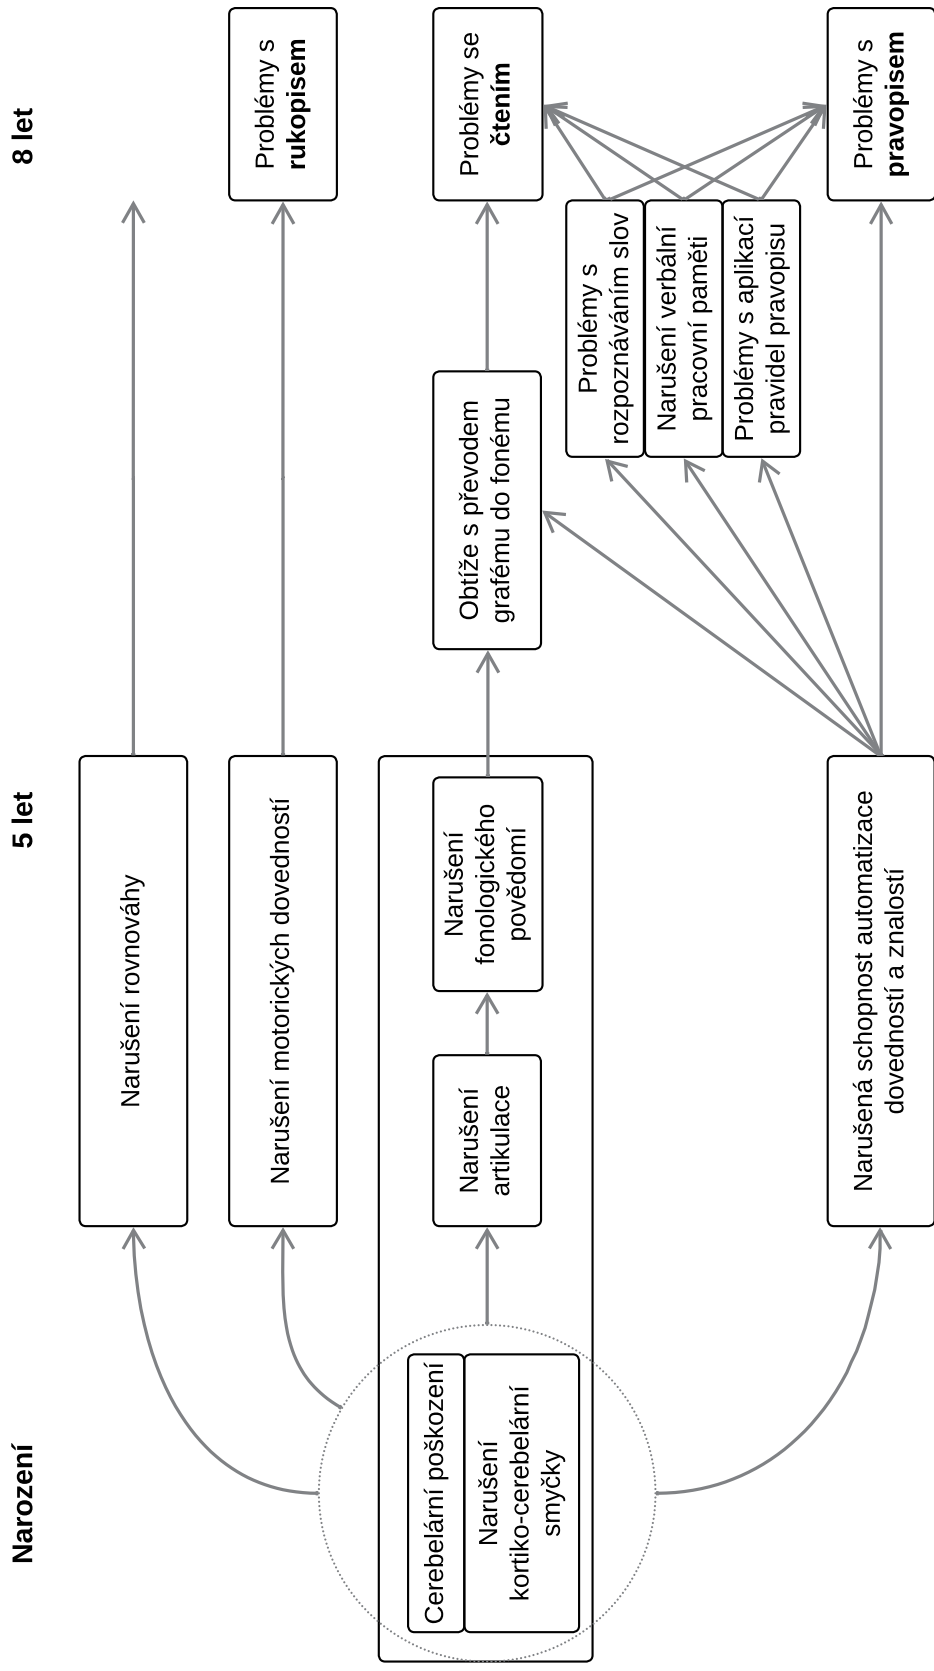 Narození
5 let
8 let
Narušení rovnováhy
Narušení motorických dovedností
Problémy s
rukopisem
Cerebelární poškození
Narušení
kortiko-cerebelární
smyčky
Narušení
artikulace
Narušení
fonologického
povědomí
Obtíže s převodem
grafému do fonému
Problémy se
čtením
Problémy s
rozpoznáváním slov
Narušení verbální
pracovní paměti
Problémy s aplikací
pravidel pravopisu
Narušená schopnost automatizace
dovedností a znalostí
Problémy s
pravopisem